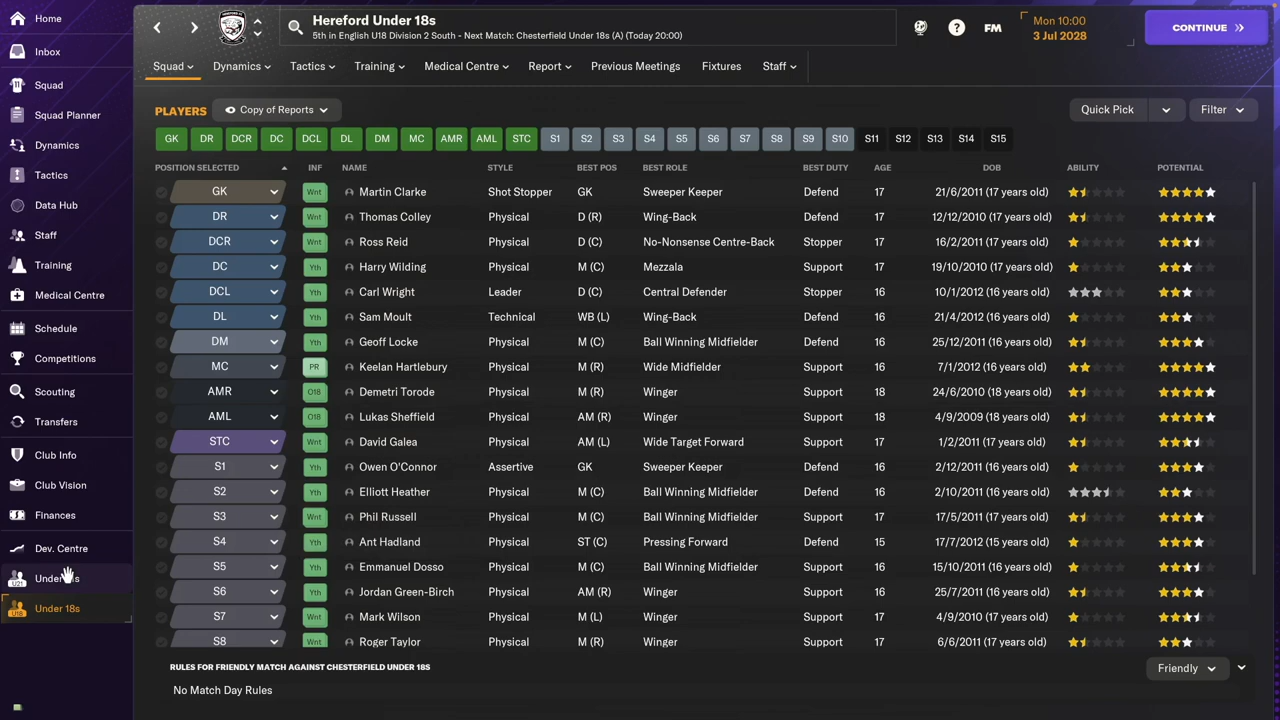 Home
Inbox
Squad
Squad Planner
Dynamics
Tactics
Data Hub
Staff
Training
Medical Centre
Schedule
Competitions
Scouting
Transfers
Club Info
Club Vision
Finances
Dev. Centre
U21
U18 Under 18s
Hereford Under 18s
5th in English U18 Division 2 South - Next Match: Chesterfield Under 18s (A) (Today 20:00)
? FM
Mon 10:00
3 Jul 2028
CONTINUE
Squad Dynamics Tactics Training Medical Centre Report Previous Meetings Fixtures Staff
PLAYERS Copy of Reports Quick Pick Filter
GK DR DCR DC DCL DL DM MC AMR AML STC S1 S2 S3 S4 S5 S6 S7 S8 S9 S10 S11 S12 S13 S14 S15
POSITION SELECTED INF NAME STYLE BEST POS BEST ROLE BEST DUTY AGE DOB ABILITY POTENTIAL
GK Wnt Martin Clarke Shot Stopper GK Sweeper Keeper Defend 17 21/6/2011 (17 years old)
DR Wnt Thomas Colley Physical D (R) Wing-Back Defend 17 12/12/2010 (17 years old)
DCR Wnt Ross Reid Physical D (C) No-Nonsense Centre-Back Stopper 17 16/2/2011 (17 years old)
DC Yth Harry Wilding Physical M (C) Mezzala Support 17 19/10/2010 (17 years old)
DCL Yth Carl Wright Leader D (C) Central Defender Stopper 16 10/1/2012 (16 years old)
DL Yth Sam Moult Technical WB (L) Wing-Back Defend 16 21/4/2012 (16 years old)
DM Yth Geoff Locke Physical M (C) Ball Winning Midfielder Defend 16 25/12/2011 (16 years old)
MC PR Keelan Hartlebury Physical M (R) Wide Midfielder Support 16 7/1/2012 (16 years old)
AMR O18 Demetri Torode Physical M (R) Winger Support 18 24/6/2010 (18 years old)
AML O18 Lukas Sheffield Physical AM (R) Winger Support 18 4/9/2009 (18 years old)
STC Wnt David Galea Physical AM (L) Wide Target Forward Support 17 1/2/2011 (17 years old)
S1 Yth Owen O'Connor Assertive GK Sweeper Keeper Defend 16 2/12/2011 (16 years old)
S2 Yth Elliott Heather Physical M (C) Ball Winning Midfielder Defend 16 2/10/2011 (16 years old)
S3 Wnt Phil Russell Physical M (C) Ball Winning Midfielder Support 17 17/5/2011 (17 years old)
S4 Yth Ant Hadland Physical ST (C) Pressing Forward Defend 15 17/7/2012 (15 years old)
S5 Yth Emmanuel Dosso Physical M (C) Ball Winning Midfielder Support 16 15/10/2011 (16 years old)
S6 Yth Jordan Green-Birch Physical AM (R) Winger Support 16 25/7/2011 (16 years old)
S7 Wnt Mark Wilson Physical M (L) Winger Support 17 4/9/2010 (17 years old)
S8 Wnt Roger Taylor Physical M (R) Winger Support 17 6/6/2011 (17 years old)
RULES FOR FRIENDLY MATCH AGAINST CHESTERFIELD UNDER 18S
Friendly
No Match Day Rules